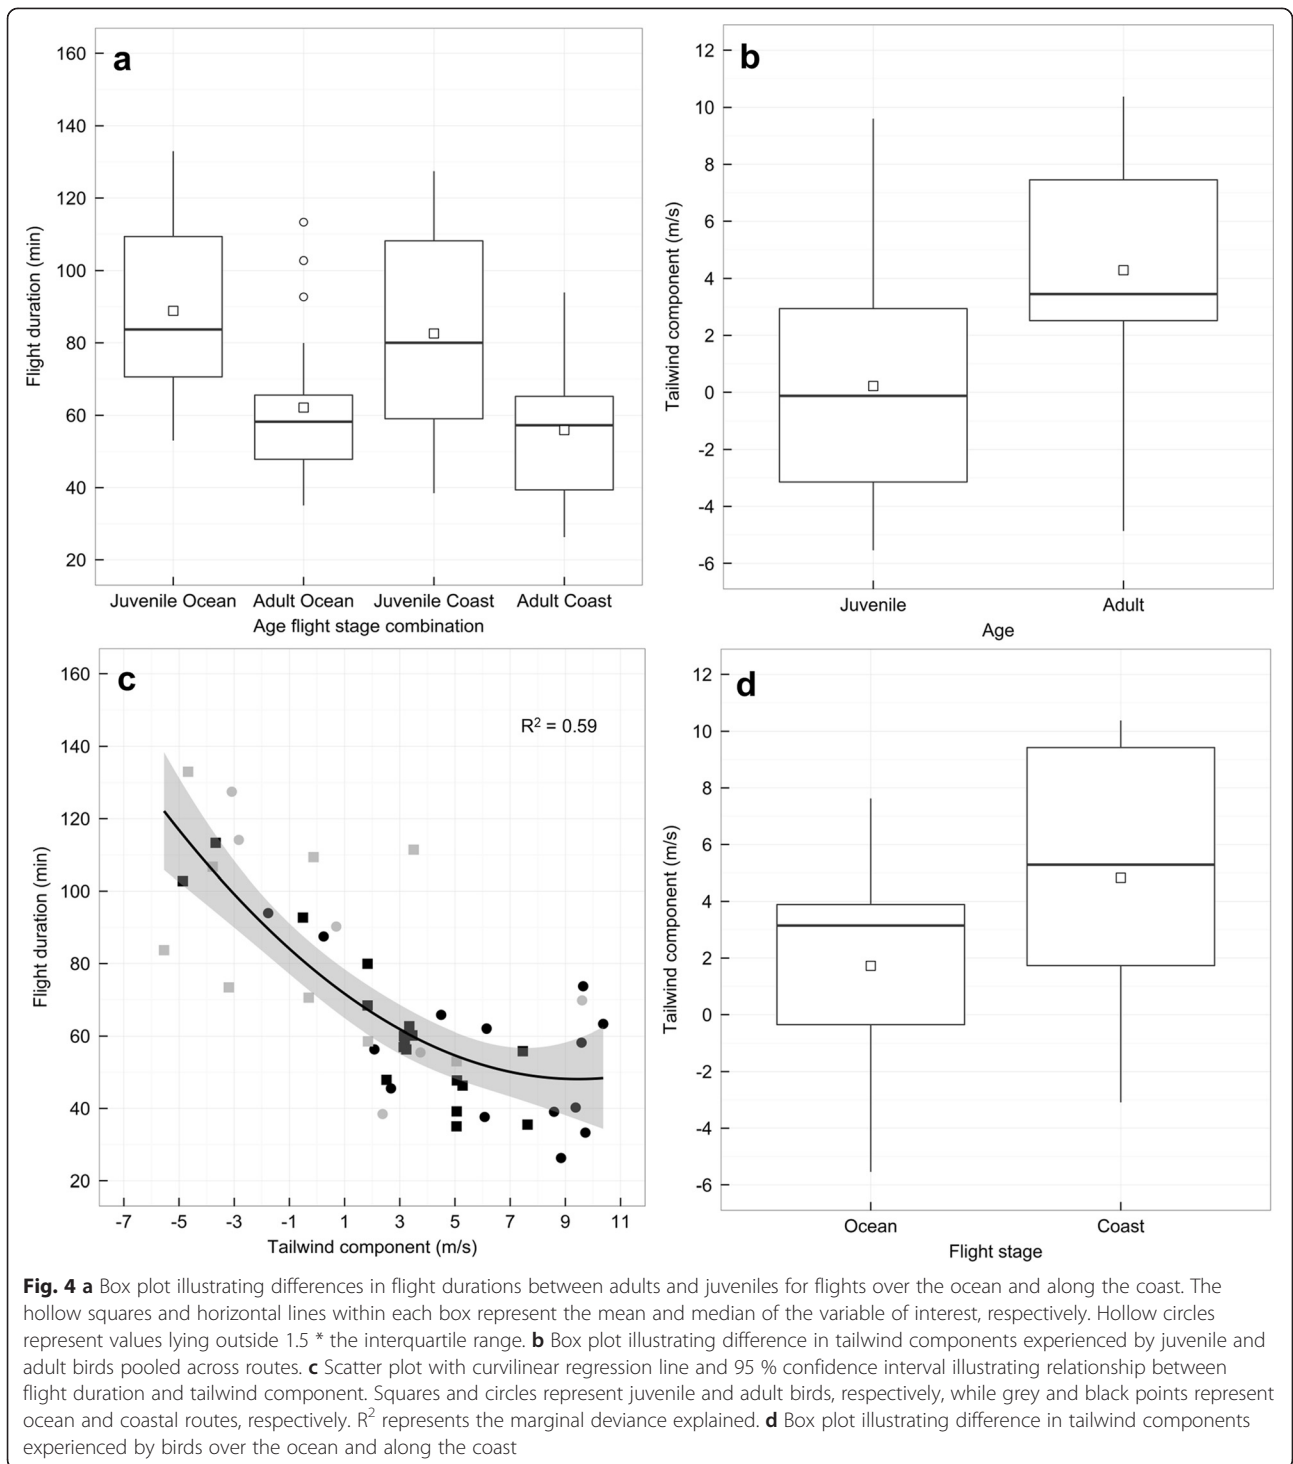 a
160
140
120
100
80
60
40
20
Flight duration (min)
Juvenile Ocean Adult Ocean Juvenile Coast Adult Coast
Age flight stage combination
b
12
10
8
6
4
2
0
-2
-4
-6
Tailwind component (m/s)
Juvenile Adult
Age
c
R² = 0.59
160
140
120
100
80
60
40
20
Flight duration (min)
-7 -5 -3 -1 1 3 5 7 9 11
Tailwind component (m/s)
d
12
10
8
6
4
2
0
-2
-4
-6
Tailwind component (m/s)
Ocean Coast
Flight stage
Fig. 4 a Box plot illustrating differences in flight durations between adults and juveniles for flights over the ocean and along the coast. The
hollow squares and horizontal lines within each box represent the mean and median of the variable of interest, respectively. Hollow circles
represent values lying outside 1.5 * the interquartile range. b Box plot illustrating difference in tailwind components experienced by juvenile and
adult birds pooled across routes. c Scatter plot with curvilinear regression line and 95 % confidence interval illustrating relationship between
flight duration and tailwind component. Squares and circles represent juvenile and adult birds, respectively, while grey and black points represent
ocean and coastal routes, respectively. R² represents the marginal deviance explained. d Box plot illustrating difference in tailwind components
experienced by birds over the ocean and along the coast